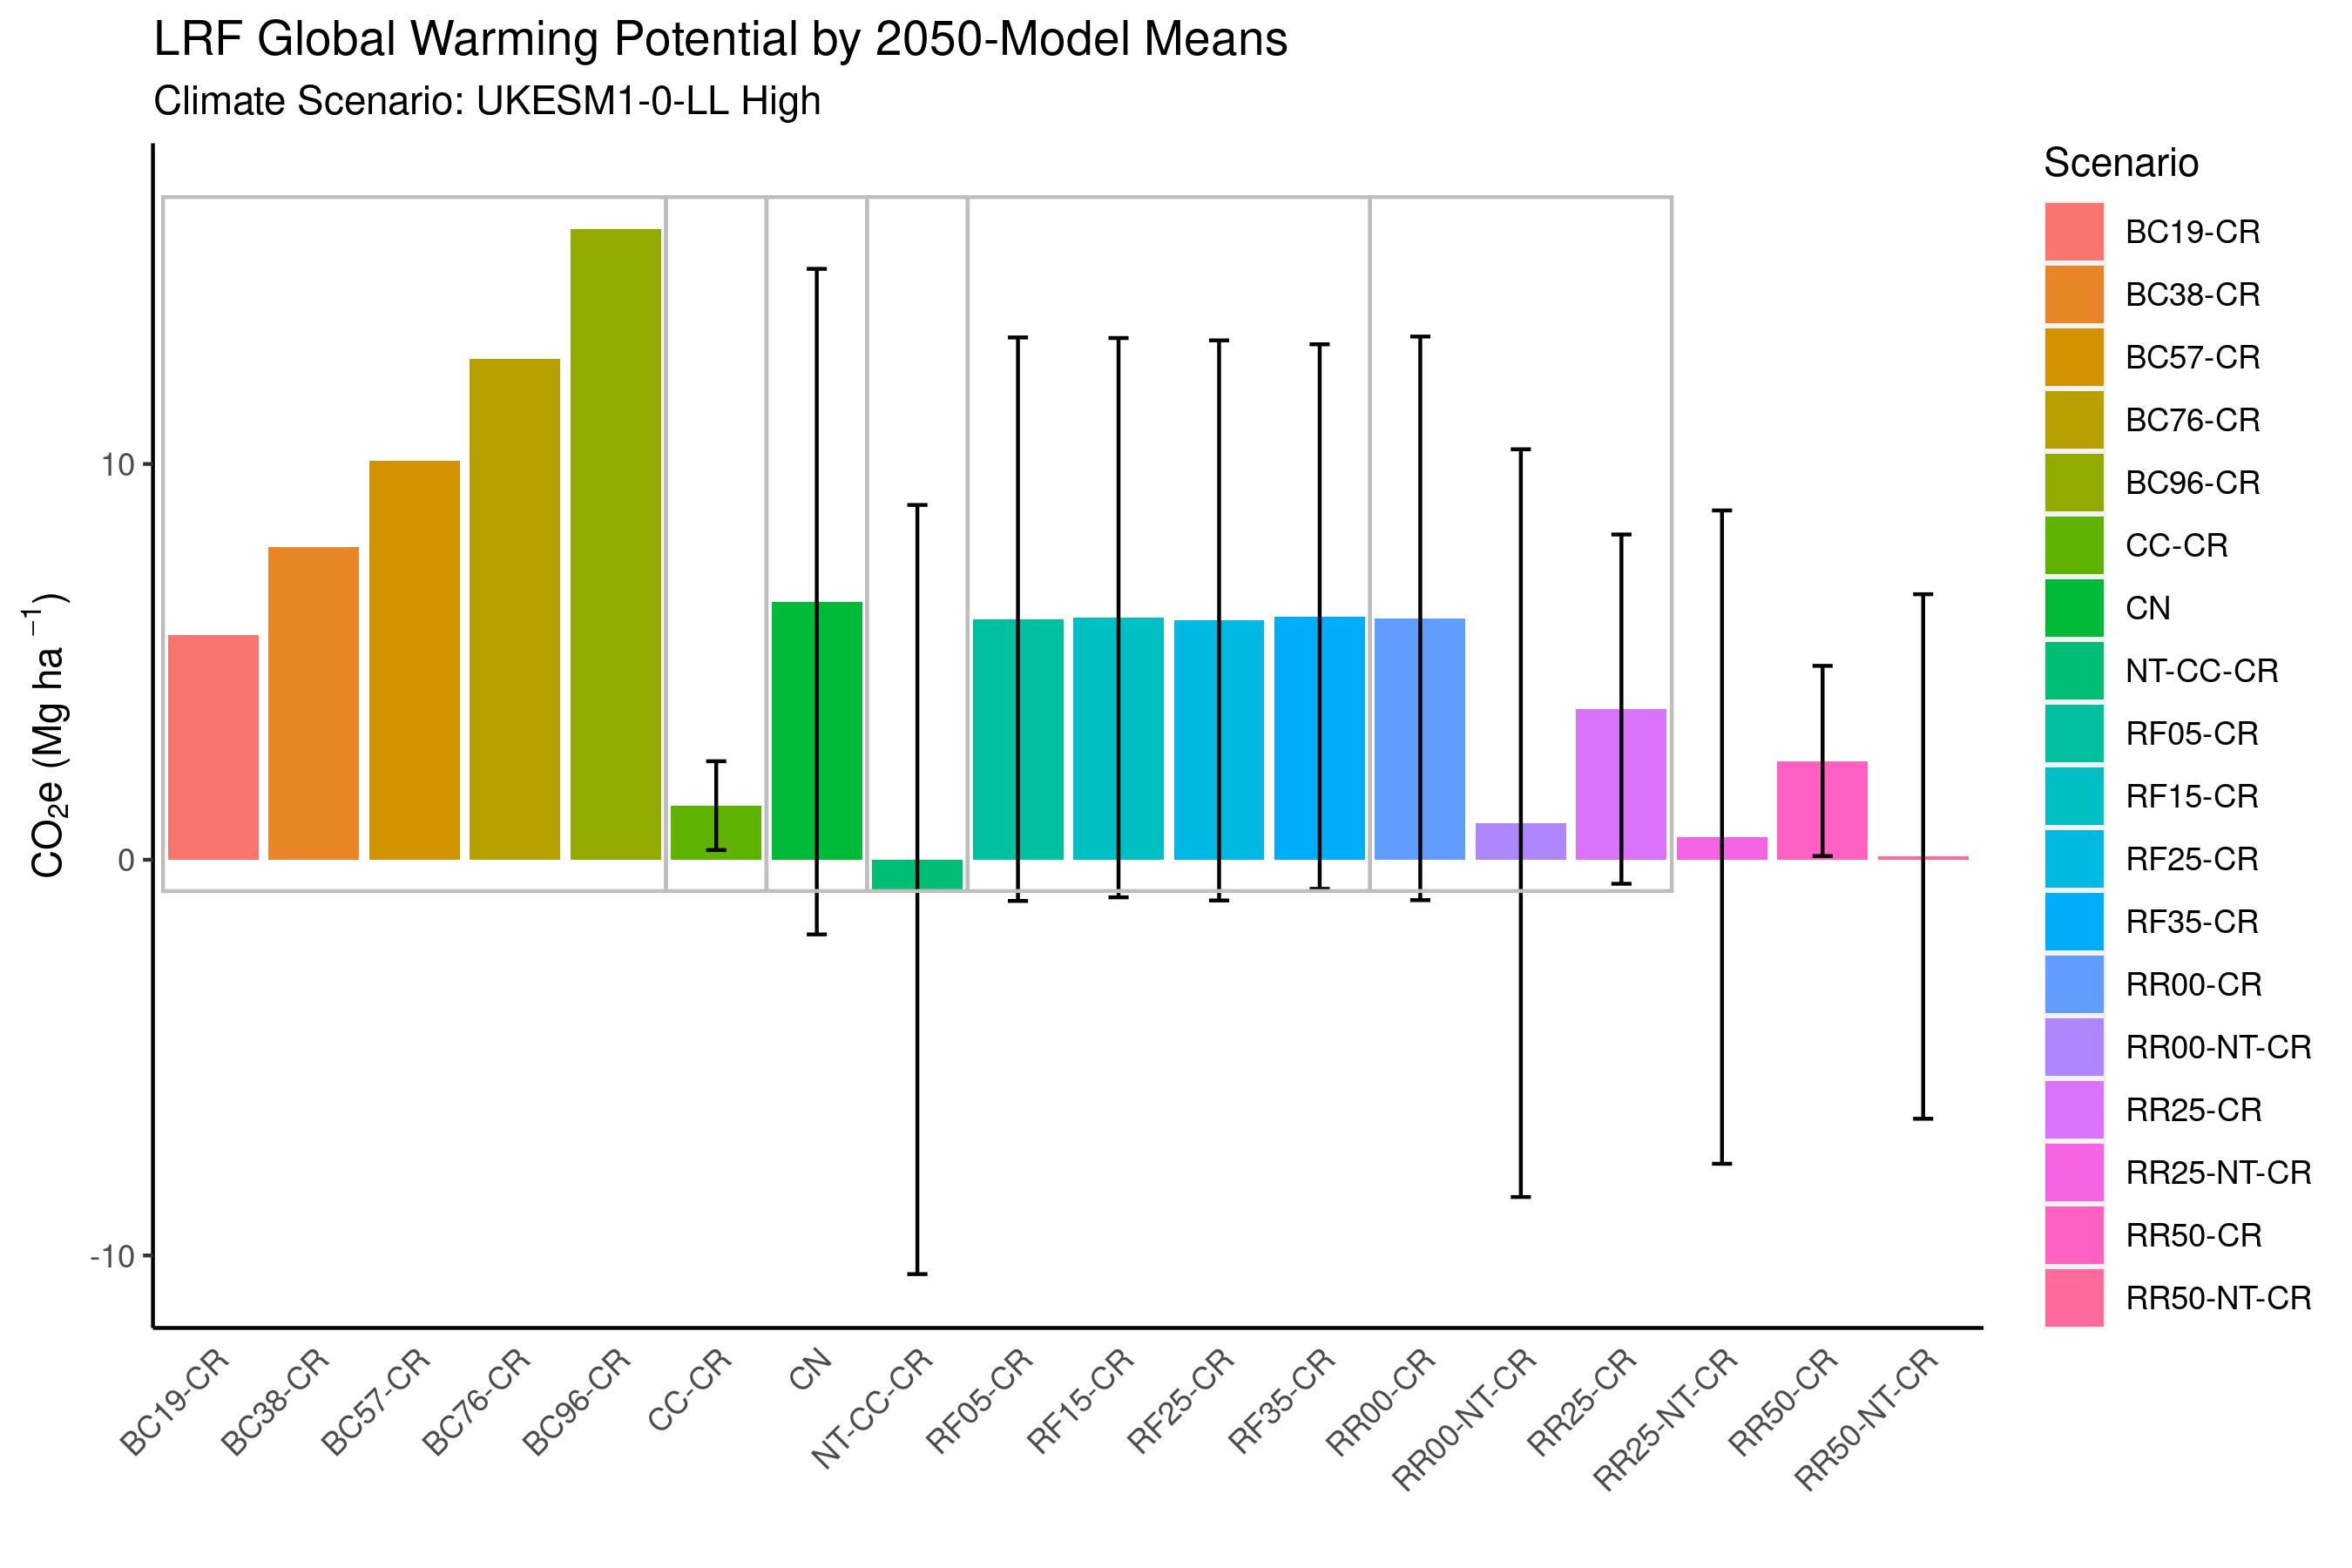 LRF Global Warming Potential by 2050-Model Means
Climate Scenario: UKESM1-0-LL High
CO₂e (Mg ha ⁻¹)
10
0
-10
BC19-CR
BC38-CR
BC57-CR
BC76-CR
BC96-CR
CC-CR
CN
NT-CC-CR
RF05-CR
RF15-CR
RF25-CR
RF35-CR
RR00-CR
RR00-NT-CR
RR25-CR
RR25-NT-CR
RR50-CR
RR50-NT-CR
Scenario
BC19-CR
BC38-CR
BC57-CR
BC76-CR
BC96-CR
CC-CR
CN
NT-CC-CR
RF05-CR
RF15-CR
RF25-CR
RF35-CR
RR00-CR
RR00-NT-CR
RR25-CR
RR25-NT-CR
RR50-CR
RR50-NT-CR